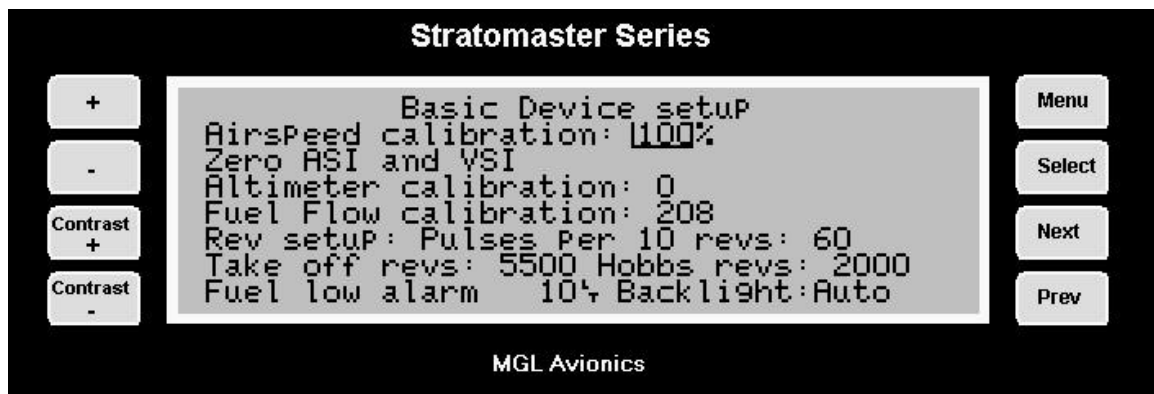 Stratomaster Series
+
-
Contrast
+
Contrast
-
Basic Device setup
Airspeed calibration: 100%
Zero ASI and VSI
Altimeter calibration: 0
Fuel Flow calibration: 208
Rev setup: Pulses per 10 revs: 60
Take off revs: 5500 Hobbs revs: 2000
Fuel low alarm 10 Backlight:Auto
Menu
Select
Next
Prev
MGL Avionics